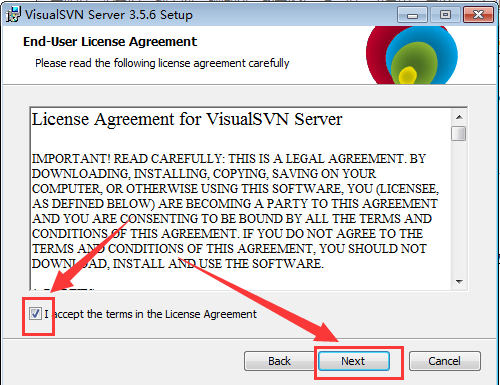 VisualSVN Server 3.5.6 Setup
End-User License Agreement
Please read the following license agreement carefully
License Agreement for VisualSVN Server
IMPORTANT! READ CAREFULLY: THIS IS A LEGAL AGREEMENT. BY
DOWNLOADING, INSTALLING, COPYING, SAVING ON YOUR
COMPUTER, OR OTHERWISE USING THIS SOFTWARE, YOU (LICENSEE,
AS DEFINED BELOW) ARE BECOMING A PARTY TO THIS AGREEMENT
AND YOU ARE CONSENTING TO BE BOUND BY ALL THE TERMS AND
CONDITIONS OF THIS AGREEMENT. IF YOU DO NOT AGREE TO THE
TERMS AND CONDITIONS OF THIS AGREEMENT, YOU SHOULD NOT
DOWNLOAD, INSTALL AND USE THE SOFTWARE.
I accept the terms in the License Agreement
Back Next Cancel